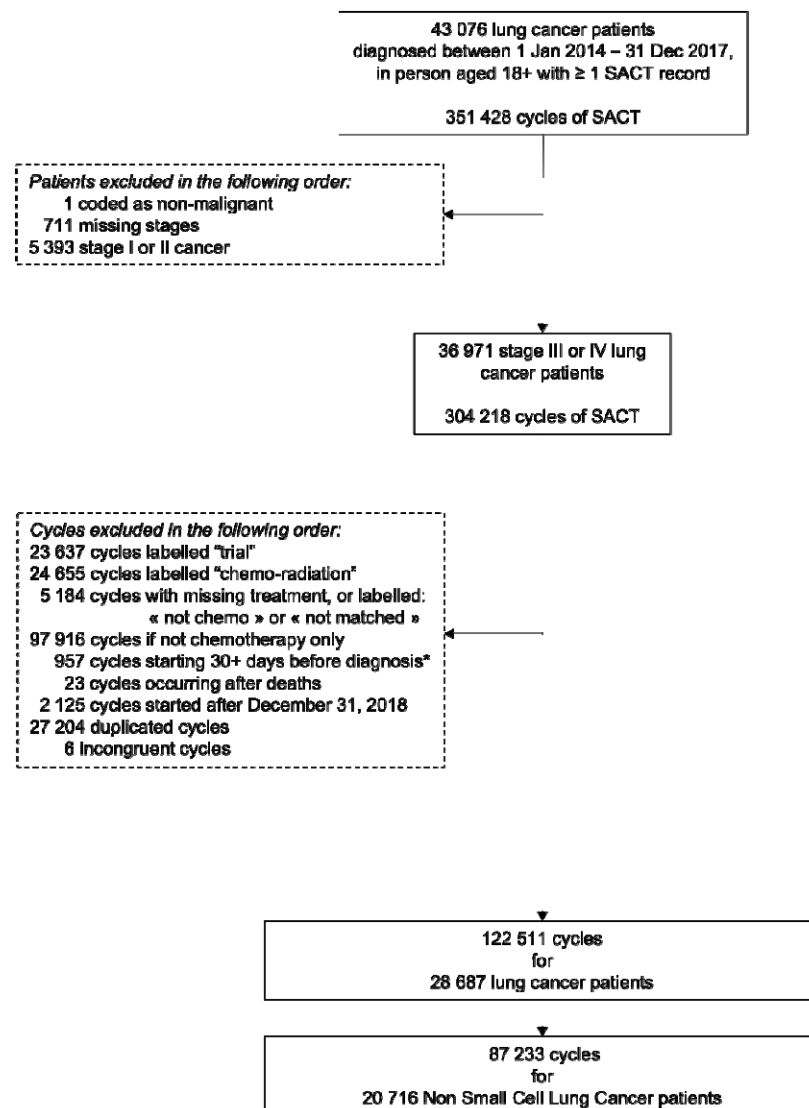 43 076 lung cancer patients
diagnosed between 1 Jan 2014 – 31 Dec 2017,
in person aged 18+ with ≥ 1 SACT record
351 428 cycles of SACT
Patients excluded in the following order:
1 coded as non-malignant
711 missing stages
5 393 stage I or II cancer
36 971 stage III or IV lung
cancer patients
304 218 cycles of SACT
Cycles excluded in the following order:
23 637 cycles labelled "trial"
24 655 cycles labelled "chemo-radiation"
5 184 cycles with missing treatment, or labelled:
« not chemo » or « not matched »
97 916 cycles if not chemotherapy only
957 cycles starting 30+ days before diagnosis*
23 cycles occurring after deaths
2 125 cycles started after December 31, 2018
27 204 duplicated cycles
6 incongruent cycles
122 511 cycles
for
28 687 lung cancer patients
87 233 cycles
for
20 716 Non Small Cell Lung Cancer patients